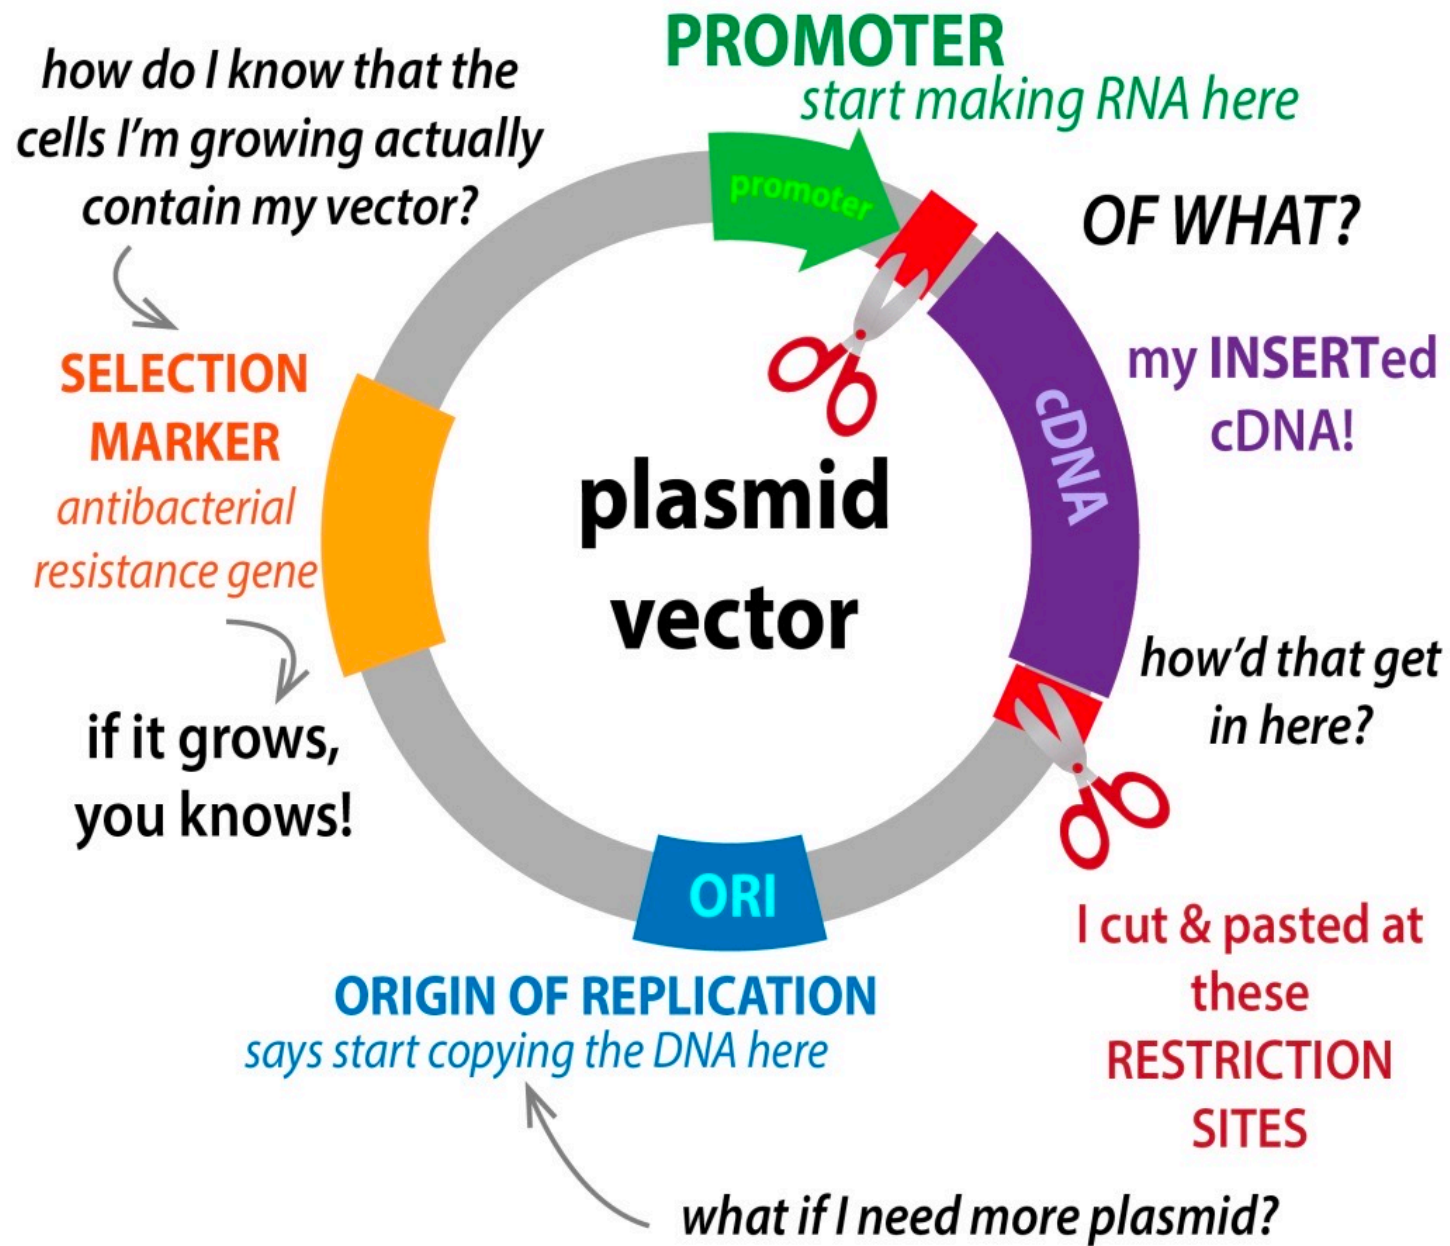 how do I know that the
cells I'm growing actually
contain my vector?
SELECTION
MARKER
antibacterial
resistance gene
if it grows,
you knows!
PROMOTER
start making RNA here
promoter
OF WHAT?
my INSERTed
cDNA!
cDNA
plasmid
vector
how'd that get
in here?
I cut & pasted at
these
RESTRICTION
SITES
ORI
ORIGIN OF REPLICATION
says start copying the DNA here
what if I need more plasmid?